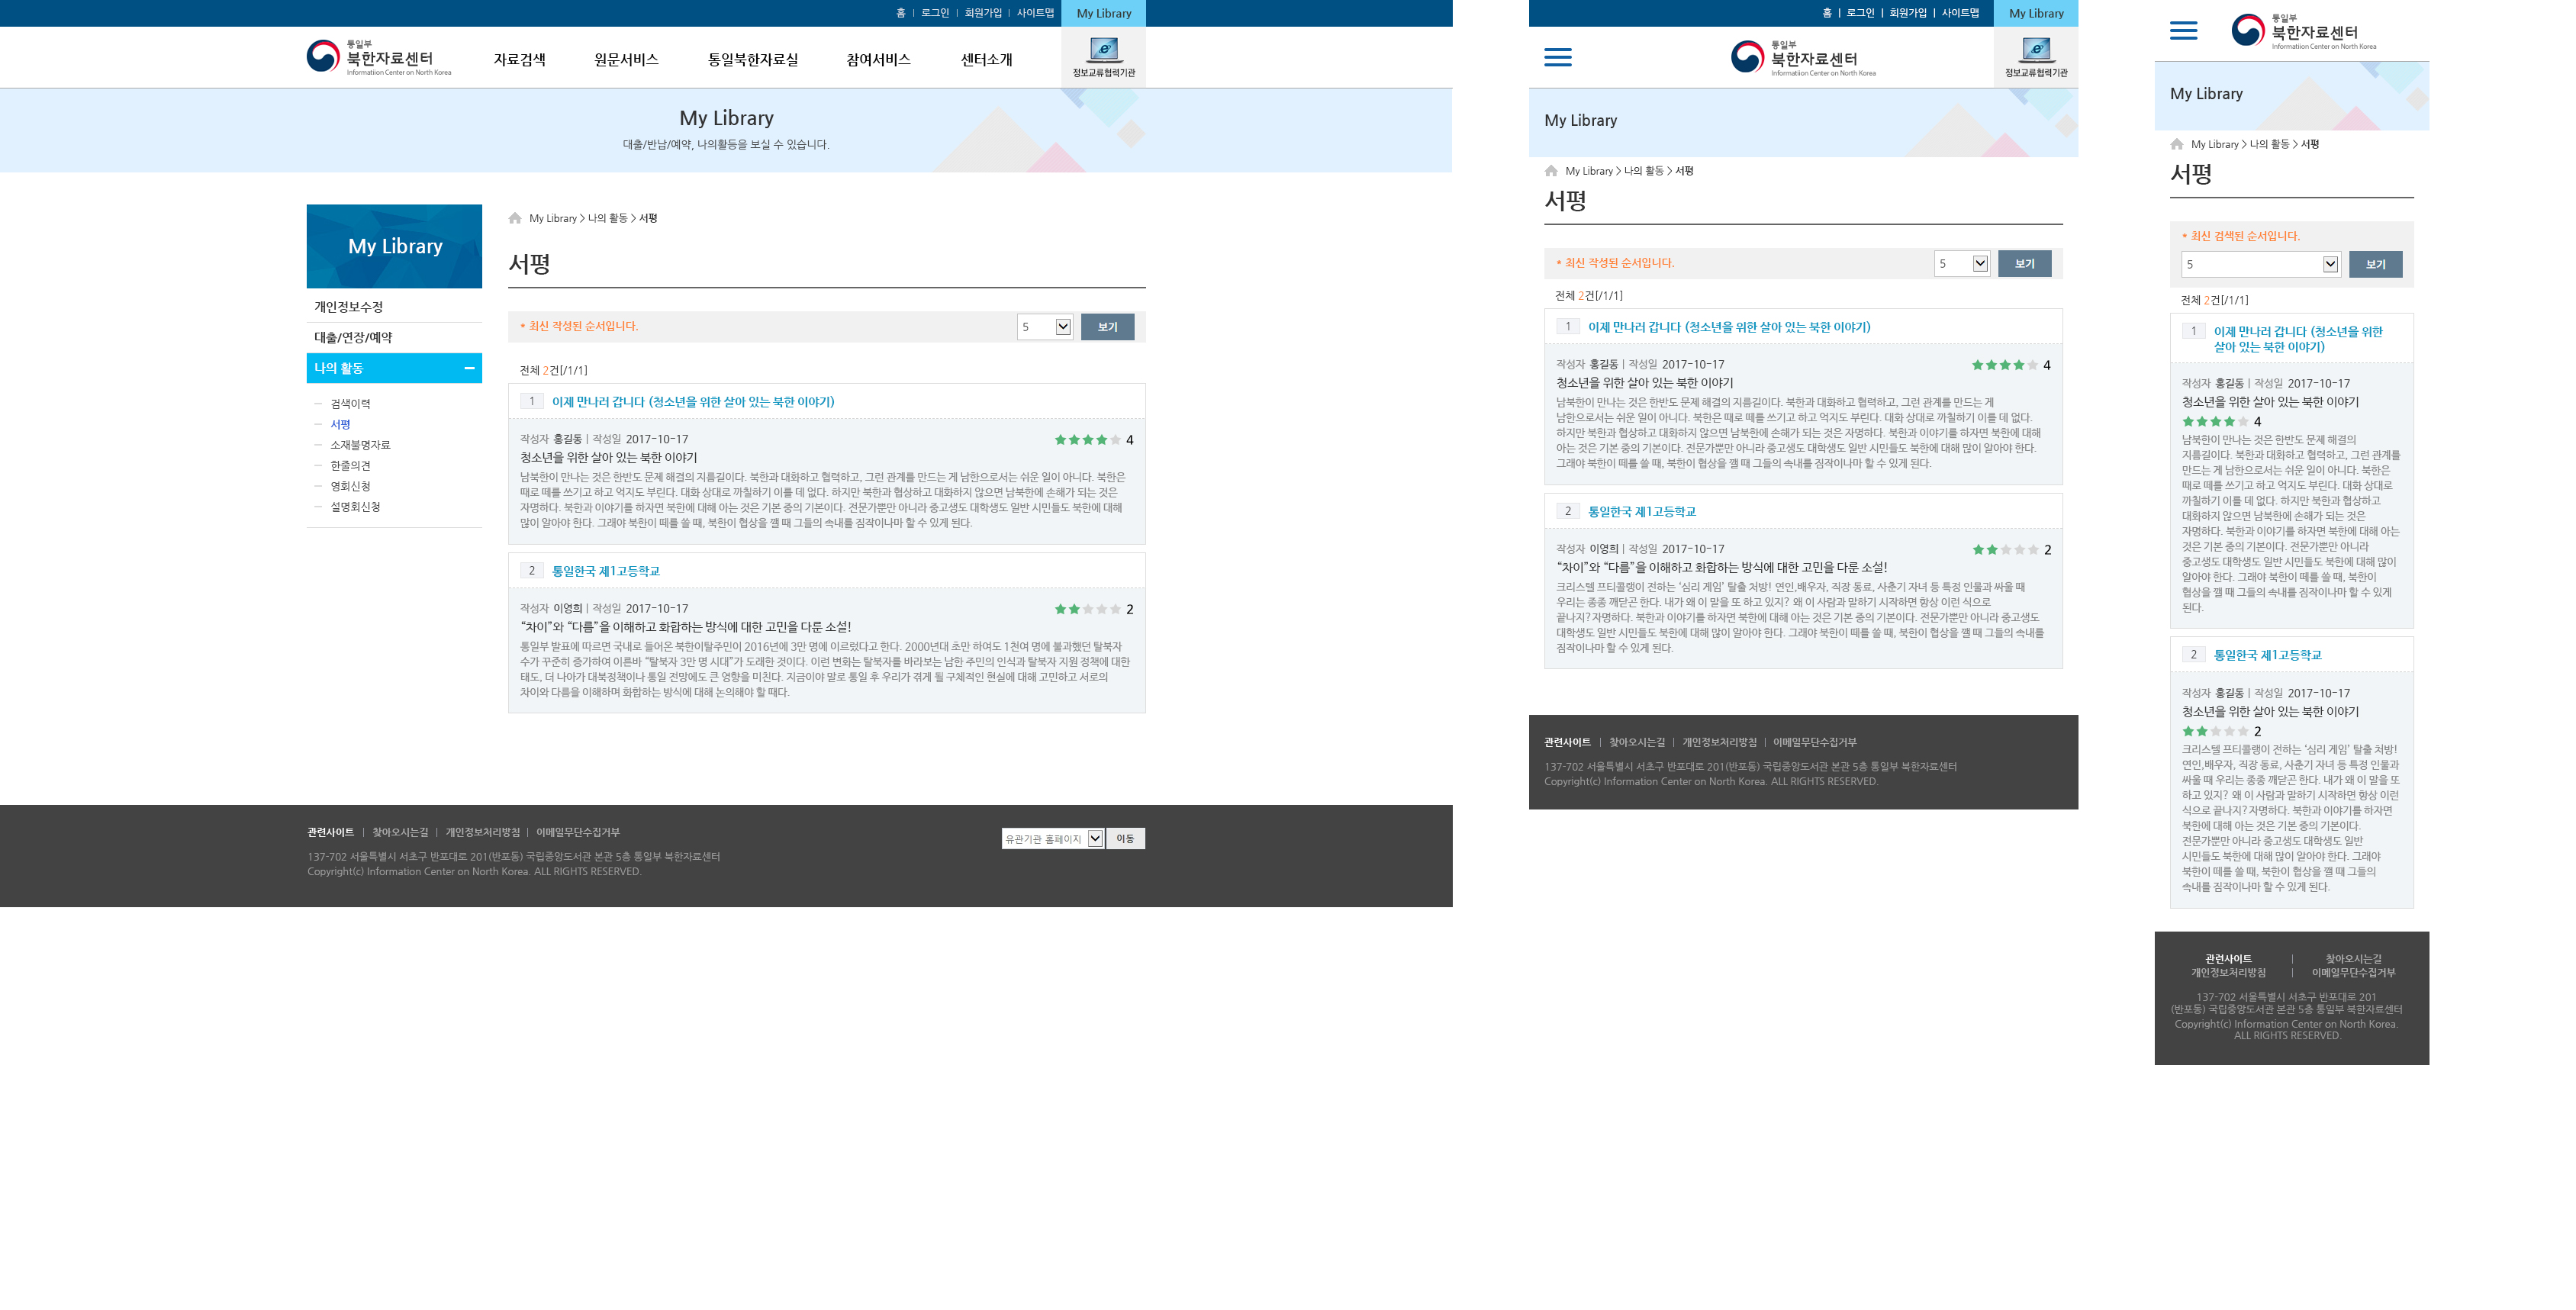 홈 | 로그인 | 회원가입 | 사이트맵 My Library
통일부
북한자료센터
Information Center on North Korea
자료검색 원문서비스 통일북한자료실 참여서비스 센터소개
정보교류협력기관
My Library
대출/반납/예약, 나의활등을 보실 수 있습니다.
My Library
개인정보수정
대출/연장/예약
나의 활동
검색이력
서평
소재불명자료
한줄의견
영회신청
설명회신청
My Library > 나의 활동 > 서평
서평
* 최신 작성된 순서입니다.
5 보기
전체 2건[/1/1]
1 이제 만나러 갑니다 (청소년을 위한 살아 있는 북한 이야기)
작성자 홍길동 | 작성일 2017-10-17 4
청소년을 위한 살아 있는 북한 이야기
남북한이 만나는 것은 한반도 문제 해결의 지름길이다. 북한과 대화하고 협력하고, 그런 관계를 만드는 게 남한으로서는 쉬운 일이 아니다. 북한은
때로 떼를 쓰기고 하고 억지도 부린다. 대화 상대로 까칠하기 이를 데 없다. 하지만 북한과 협상하고 대화하지 않으면 남북한에 손해가 되는 것은
자명하다. 북한과 이야기를 하자면 북한에 대해 아는 것은 기본 중의 기본이다. 전문가뿐만 아니라 중고생도 대학생도 일반 시민들도 북한에 대해
많이 알아야 한다. 그래야 북한이 떼를 쓸 때, 북한이 협상을 깰 때 그들의 속내를 짐작이나마 할 수 있게 된다.
2 통일한국 제1고등학교
작성자 이영희 | 작성일 2017-10-17 2
“차이”와 “다름”을 이해하고 화합하는 방식에 대한 고민을 다룬 소설!
통일부 발표에 따르면 국내로 들어온 북한이탈주민이 2016년에 3만 명에 이르렀다고 한다. 2000년대 초만 하여도 1천여 명에 불과했던 탈북자
수가 꾸준히 증가하여 이른바 “탈북자 3만 명 시대”가 도래한 것이다. 이런 변화는 탈북자를 바라보는 남한 주민의 인식과 탈북자 지원 정책에 대한
태도, 더 나아가 대북정책이나 통일 전망에도 큰 영향을 미친다. 지금이야 말로 통일 후 우리가 겪게 될 구체적인 현실에 대해 고민하고 서로의
차이와 다름을 이해하며 화합하는 방식에 대해 논의해야 할 때다.
관련사이트 | 찾아오시는길 | 개인정보처리방침 | 이메일무단수집거부
137-702 서울특별시 서초구 반포대로 201(반포동) 국립중앙도서관 본관 5층 통일부 북한자료센터
Copyright(c) Information Center on North Korea. ALL RIGHTS RESERVED.
유관기관 홈페이지 이동
홈 | 로그인 | 회원가입 | 사이트맵 My Library
통일부
북한자료센터
Information Center on North Korea
정보교류협력기관
My Library
My Library > 나의 활동 > 서평
서평
* 최신 작성된 순서입니다.
5 보기
전체 2건[/1/1]
1 이제 만나러 갑니다 (청소년을 위한 살아 있는 북한 이야기)
작성자 홍길동 | 작성일 2017-10-17 4
청소년을 위한 살아 있는 북한 이야기
남북한이 만나는 것은 한반도 문제 해결의 지름길이다. 북한과 대화하고 협력하고, 그런 관계를 만드는 게
남한으로서는 쉬운 일이 아니다. 북한은 때로 떼를 쓰기고 하고 억지도 부린다. 대화 상대로 까칠하기 이를 데 없다.
하지만 북한과 협상하고 대화하지 않으면 남북한에 손해가 되는 것은 자명하다. 북한과 이야기를 하자면 북한에 대해
아는 것은 기본 중의 기본이다. 전문가뿐만 아니라 중고생도 대학생도 일반 시민들도 북한에 대해 많이 알아야 한다.
그래야 북한이 떼를 쓸 때, 북한이 협상을 깰 때 그들의 속내를 짐작이나마 할 수 있게 된다.
2 통일한국 제1고등학교
작성자 이영희 | 작성일 2017-10-17 2
“차이”와 “다름”을 이해하고 화합하는 방식에 대한 고민을 다룬 소설!
크리스텔 프티콜랭이 전하는 ‘심리 게임’ 탈출 처방! 연인,배우자, 직장 동료, 사춘기 자녀 등 특정 인물과 싸울 때
우리는 종종 깨닫곤 한다. 내가 왜 이 말을 또 하고 있지? 왜 이 사람과 말하기 시작하면 항상 이런 식으로
끝나지?자명하다. 북한과 이야기를 하자면 북한에 대해 아는 것은 기본 중의 기본이다. 전문가뿐만 아니라 중고생도
대학생도 일반 시민들도 북한에 대해 많이 알아야 한다. 그래야 북한이 떼를 쓸 때, 북한이 협상을 깰 때 그들의 속내를
짐작이나마 할 수 있게 된다.
관련사이트 | 찾아오시는길 | 개인정보처리방침 | 이메일무단수집거부
137-702 서울특별시 서초구 반포대로 201(반포동) 국립중앙도서관 본관 5층 통일부 북한자료센터
Copyright(c) Information Center on North Korea. ALL RIGHTS RESERVED.
통일부
북한자료센터
Information Center on North Korea
My Library
My Library > 나의 활동 > 서평
서평
* 최신 검색된 순서입니다.
5 보기
전체 2건[/1/1]
1 이제 만나러 갑니다 (청소년을 위한
살아 있는 북한 이야기)
작성자 홍길동 | 작성일 2017-10-17
청소년을 위한 살아 있는 북한 이야기
4
남북한이 만나는 것은 한반도 문제 해결의
지름길이다. 북한과 대화하고 협력하고, 그런 관계를
만드는 게 남한으로서는 쉬운 일이 아니다. 북한은
때로 떼를 쓰기고 하고 억지도 부린다. 대화 상대로
까칠하기 이를 데 없다. 하지만 북한과 협상하고
대화하지 않으면 남북한에 손해가 되는 것은
자명하다. 북한과 이야기를 하자면 북한에 대해 아는
것은 기본 중의 기본이다. 전문가뿐만 아니라
중고생도 대학생도 일반 시민들도 북한에 대해 많이
알아야 한다. 그래야 북한이 떼를 쓸 때, 북한이
협상을 깰 때 그들의 속내를 짐작이나마 할 수 있게
된다.
2 통일한국 제1고등학교
작성자 홍길동 | 작성일 2017-10-17
청소년을 위한 살아 있는 북한 이야기
2
크리스텔 프티콜랭이 전하는 ‘심리 게임’ 탈출 처방!
연인,배우자, 직장 동료, 사춘기 자녀 등 특정 인물과
싸울 때 우리는 종종 깨닫곤 한다. 내가 왜 이 말을 또
하고 있지? 왜 이 사람과 말하기 시작하면 항상 이런
식으로 끝나지?자명하다. 북한과 이야기를 하자면
북한에 대해 아는 것은 기본 중의 기본이다.
전문가뿐만 아니라 중고생도 대학생도 일반
시민들도 북한에 대해 많이 알아야 한다. 그래야
북한이 떼를 쓸 때, 북한이 협상을 깰 때 그들의
속내를 짐작이나마 할 수 있게 된다.
관련사이트 | 찾아오시는길
개인정보처리방침 | 이메일무단수집거부
137-702 서울특별시 서초구 반포대로 201
(반포동) 국립중앙도서관 본관 5층 통일부 북한자료센터
Copyright(c) Information Center on North Korea.
ALL RIGHTS RESERVED.